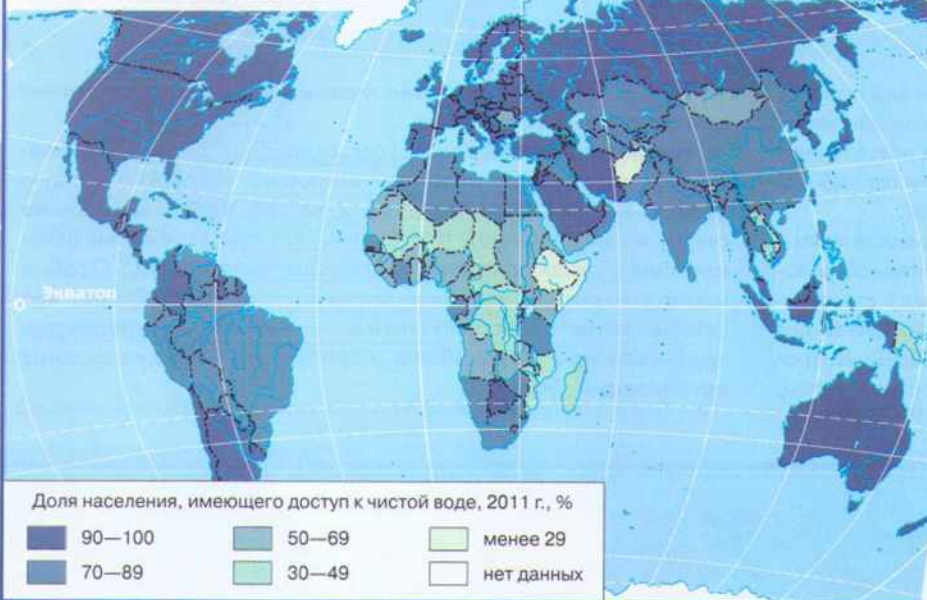 Экватор
Доля населения, имеющего доступ к чистой воде, 2011 г., %
90—100
50—69
менее 29
70—89
30—49
нет данных